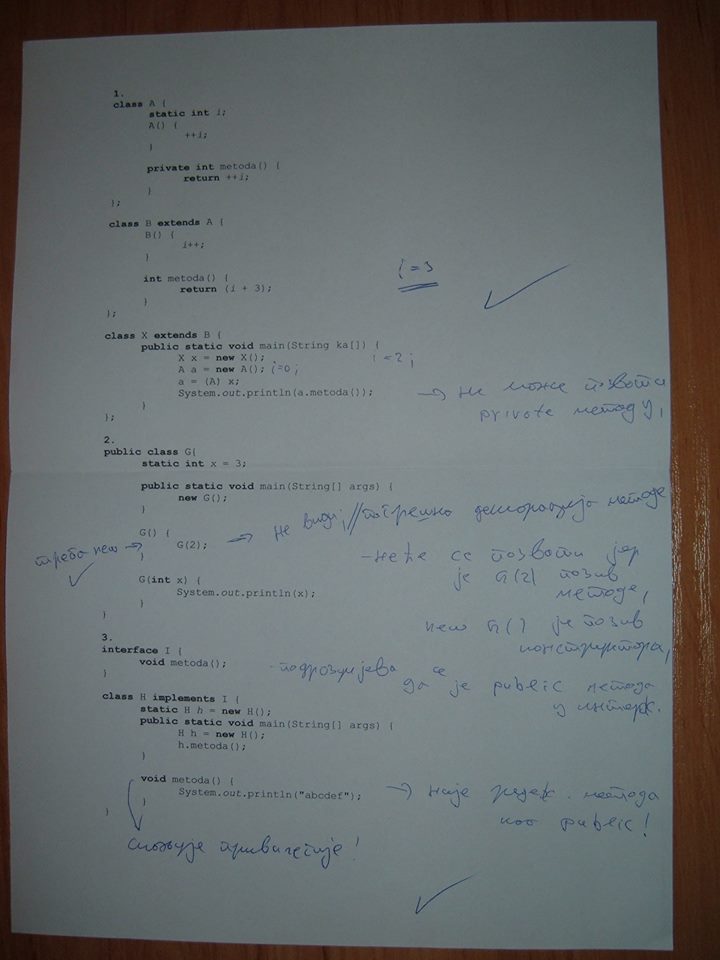 1.
class A {
static int i;
A() {
++i;
}
private int metoda() {
return ++i;
}
};
class B extends A {
B() {
i++;
}
i=3
int metoda() {
return (i + 3);
}
};
class X extends B {
public static void main(String ka[]) {
X x = new X(); i=2;
A a = new A(); i=0;
a = (A) x;
System.out.println(a.metoda()); → не може позвати
private методу,
}
};
2.
public class G{
static int x = 3;
public static void main(String[] args) {
new G();
}
G() { → не види, // погрешна декларација методе
треба new → G(2);
} - неће се позвати јер
је G(2) позив
методе,
G(int x) {
System.out.println(x);
}
new G() је позив
конструктора,
}
3.
interface I {
void metoda(); - подразумијева се
да је public метода
у интерф.
}
class H implements I {
static H h = new H();
public static void main(String[] args) {
H h = new H();
h.metoda();
}
void metoda() {
System.out.println("abcdef"); → није метода
као public!
}
}
привилегије!